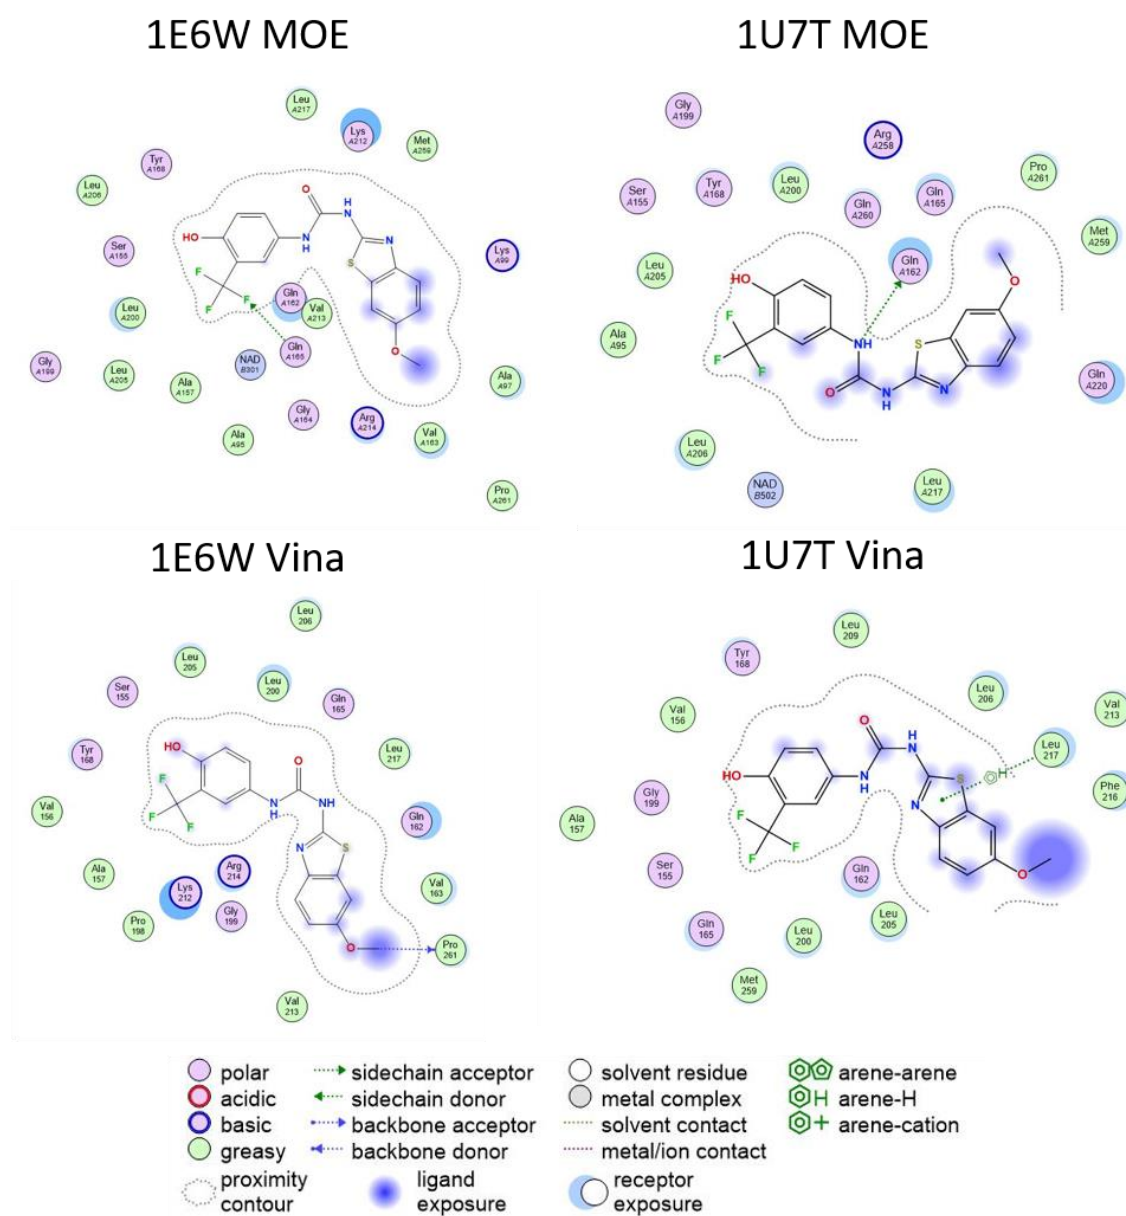 1E6W MOE
1U7T MOE
Leu
A217
Lys
A212
Met
A259
Tyr
A168
Leu
A206
Ser
A155
Leu
A200
Gly
A199
Leu
A205
Ala
A157
Ala
A95
NAD
B301
Gln
A162
Val
A213
Gln
A165
Gly
A164
Arg
A214
Val
A163
Ala
A97
Lys
A99
Pro
A261
HO
O
H
N
N
H
N
S
O
F
F
F
Gly
A199
Arg
A258
Pro
A261
Ser
A155
Tyr
A168
Leu
A200
Gln
A260
Gln
A165
Met
A259
Leu
A205
Gln
A162
Ala
A95
Gln
A220
Leu
A206
NAD
B502
Leu
A217
HO
F
F
F
NH
O
N
H
S
N
O
1E6W Vina
1U7T Vina
Leu
206
Leu
205
Leu
200
Ser
155
Gln
165
Tyr
168
Leu
217
Val
156
Gln
162
Ala
157
Arg
214
Lys
212
Gly
199
Val
163
Pro
198
Pro
261
Val
213
HO
O
F
F
F
N
H
NH
N
S
O
Leu
209
Tyr
168
Leu
206
Val
213
Val
156
Leu
217
Phe
216
Gly
199
Ala
157
Ser
155
Gln
162
Gln
165
Leu
200
Leu
205
Met
259
O
H
N
HO
N
H
S
N
F
F
F
O
H
polar
acidic
basic
greasy
proximity
contour
sidechain acceptor
sidechain donor
backbone acceptor
backbone donor
ligand
exposure
solvent residue
metal complex
solvent contact
metal/ion contact
receptor
exposure
arene-arene
H arene-H
+ arene-cation